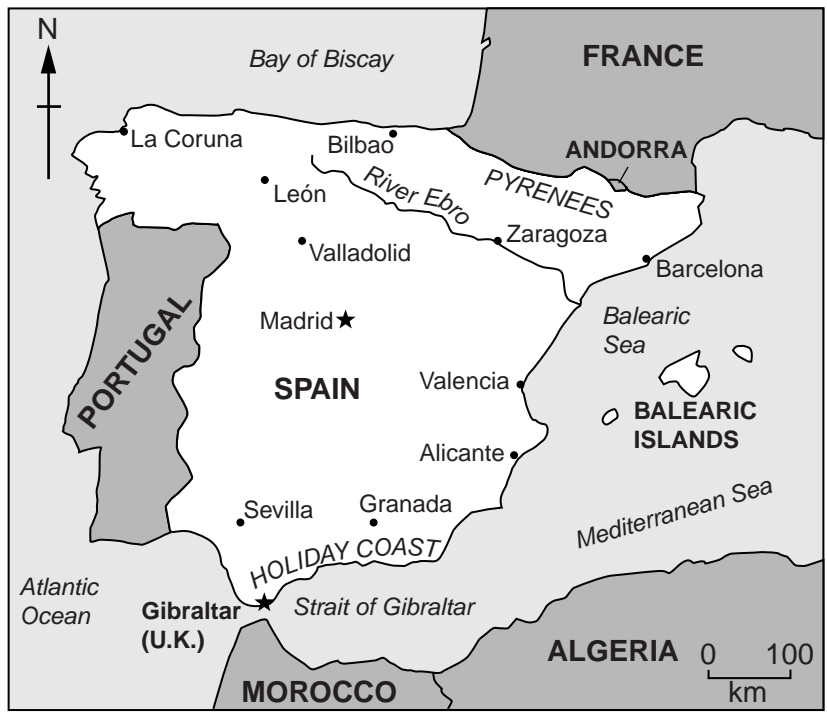 N
Bay of Biscay
FRANCE
La Coruna
Bilbao
ANDORRA
León
River Ebro
PYRENEES
Valladolid
Zaragoza
Barcelona
Madrid
Balearic
Sea
PORTUGAL
SPAIN
Valencia
BALEARIC
ISLANDS
Alicante
Sevilla
Granada
Mediterranean Sea
HOLIDAY COAST
Atlantic
Ocean
Gibraltar
(U.K.)
Strait of Gibraltar
ALGERIA
0 100
km
MOROCCO